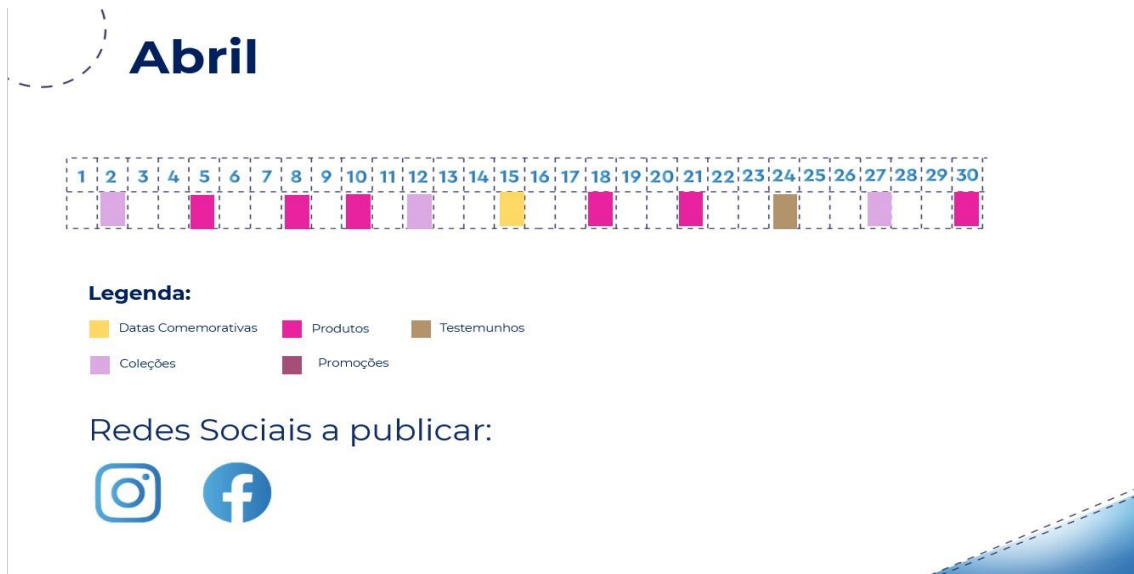 Abril
1 2 3 4 5 6 7 8 9 10 11 12 13 14 15 16 17 18 19 20 21 22 23 24 25 26 27 28 29 30
Legenda:
Datas Comemorativas Produtos Testemunhos
Coleções Promoções
Redes Sociais a publicar: